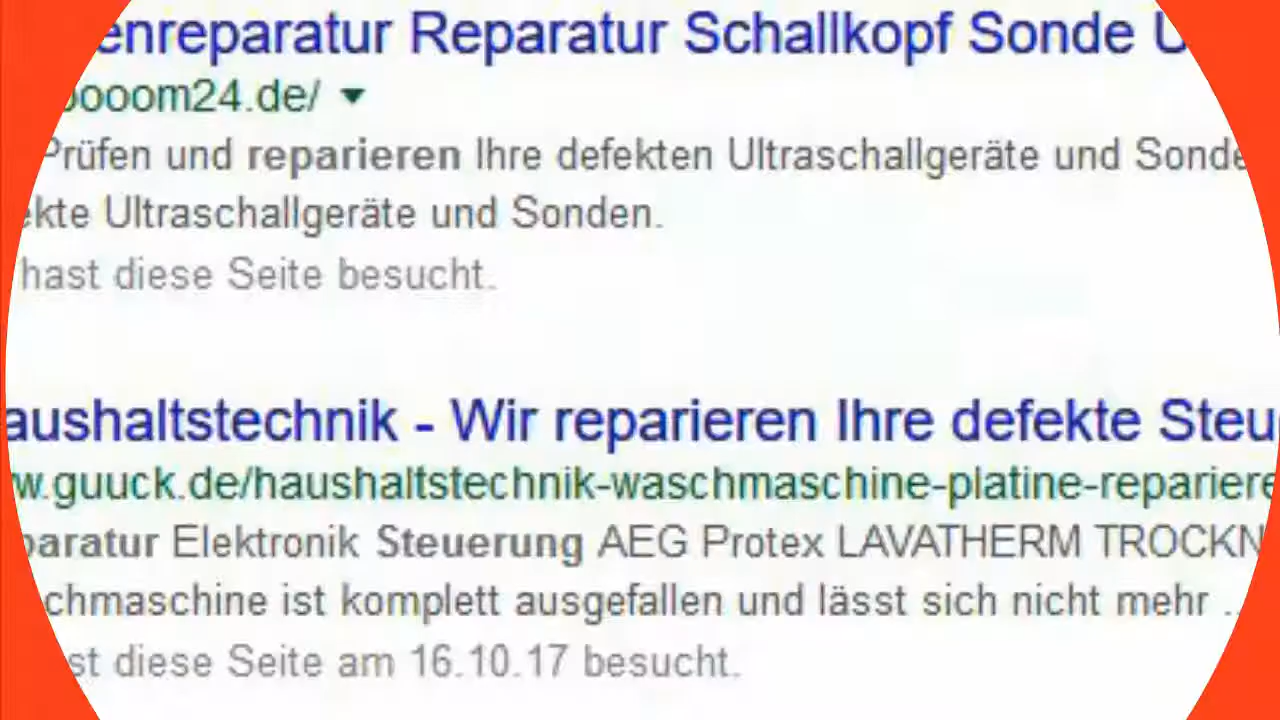 enreparatur Reparatur Schallkopf Sonde U
oooom24.de/
Prüfen und reparieren Ihre defekten Ultraschallgeräte und Sonde
ekte Ultraschallgeräte und Sonden.
hast diese Seite besucht.
aushaltstechnik - Wir reparieren Ihre defekte Steu
w.guuck.de/haushaltstechnik-waschmaschine-platine-repariere
paratur Elektronik Steuerung AEG Protex LAVATHERM TROCKN
chmaschine ist komplett ausgefallen und lässt sich nicht mehr ..
st diese Seite am 16.10.17 besucht.